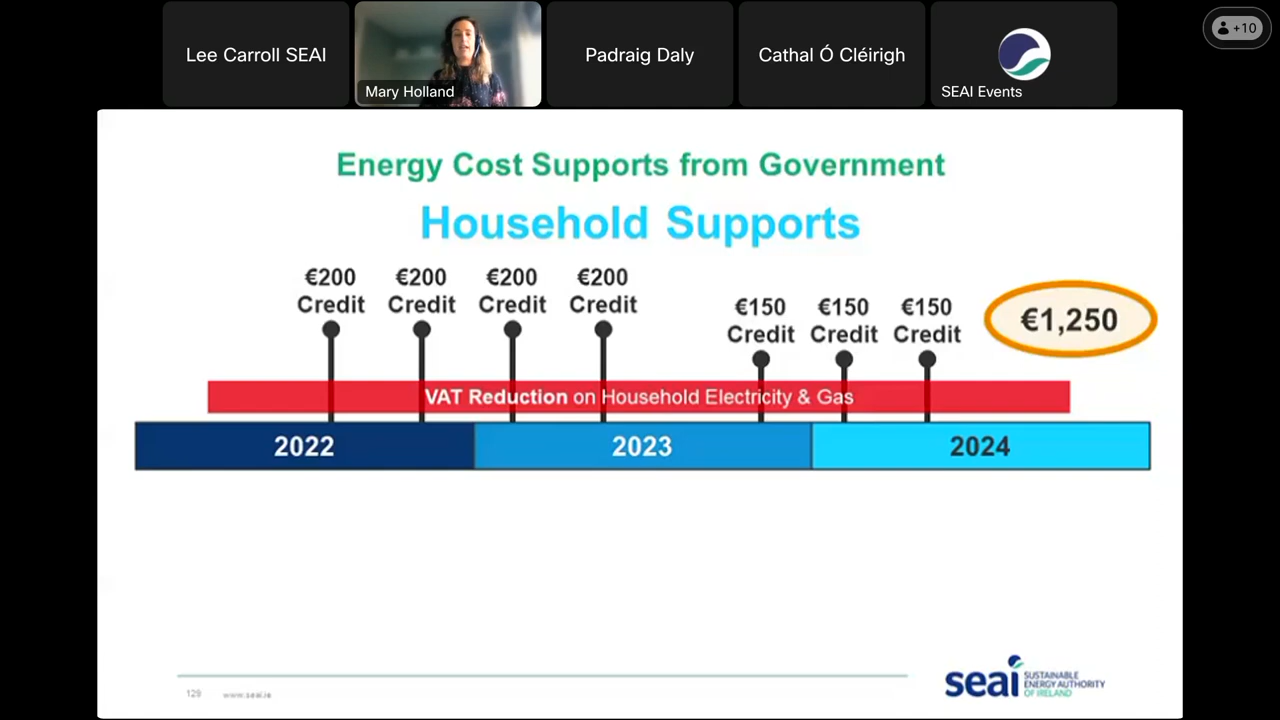 Lee Carroll SEAI
Mary Holland
Padraig Daly
Cathal Ó Cléirigh
SEAI Events
+10
Energy Cost Supports from Government
Household Supports
€200 Credit
€200 Credit
€200 Credit
€200 Credit
€150 Credit
€150 Credit
€150 Credit
€1,250
VAT Reduction on Household Electricity & Gas
2022
2023
2024
129
www.seai.ie
seai
SUSTAINABLE
ENERGY AUTHORITY
OF IRELAND